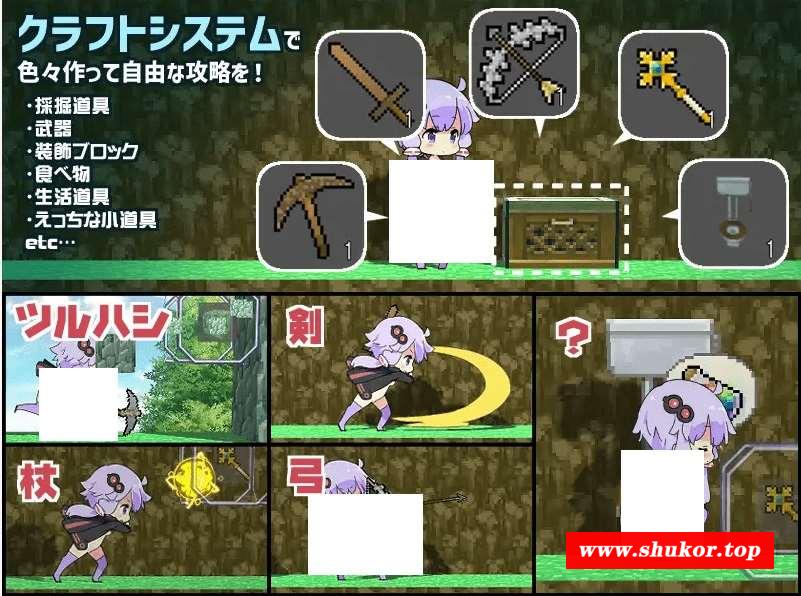 クラフトシステムで
色々作って自由な攻略を!
・採掘道具
・武器
・装飾ブロック
・食べ物
・生活道具
・えっちな小道具
etc…
1
1
1
1
1
ツルハシ
剣
?
杖
弓
www.shukor.top